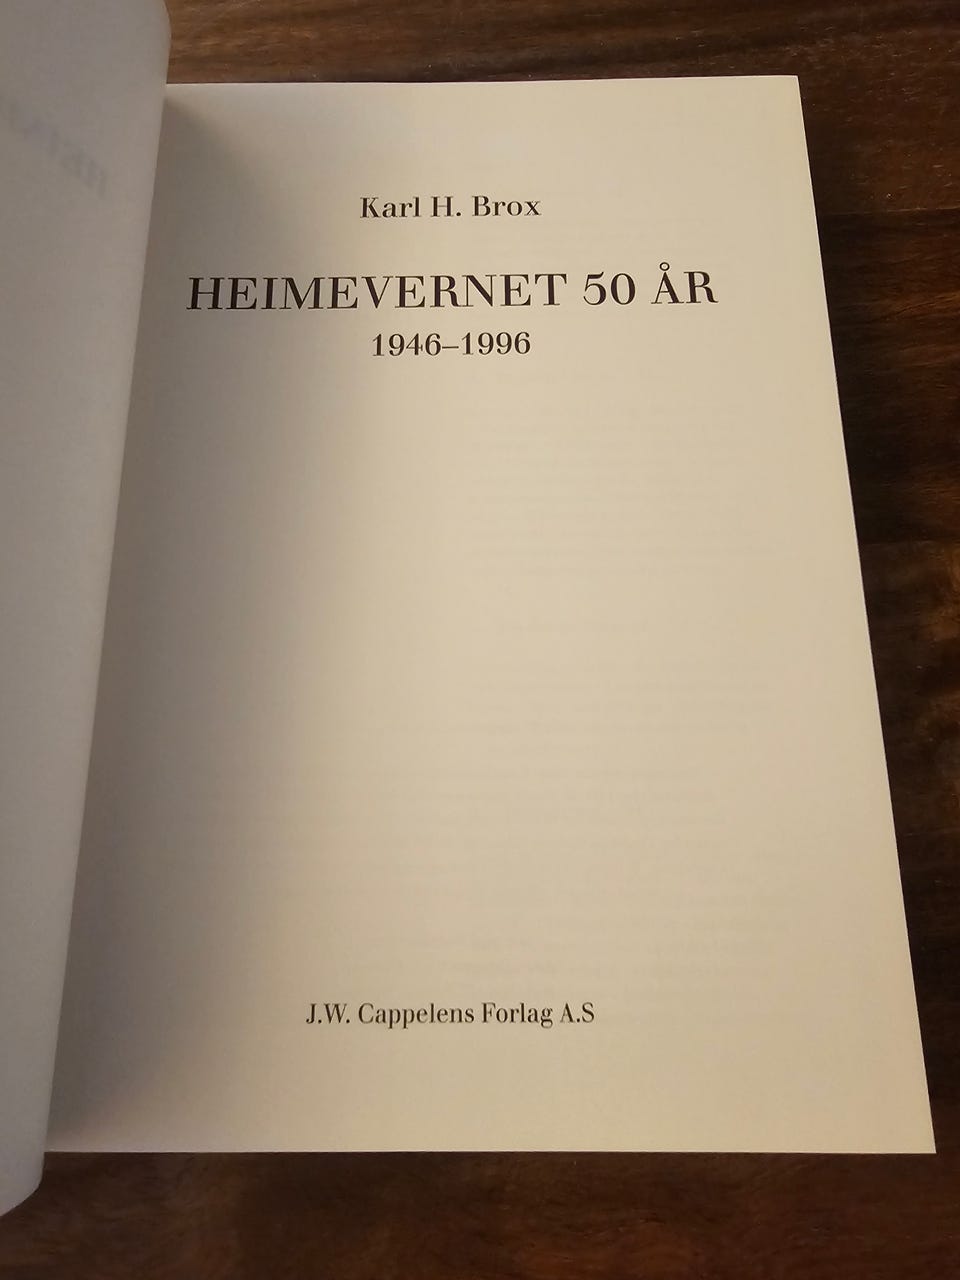 Karl H. Brox
HEIMEVERNET 50 ÅR
1946–1996
J.W. Cappelens Forlag A.S